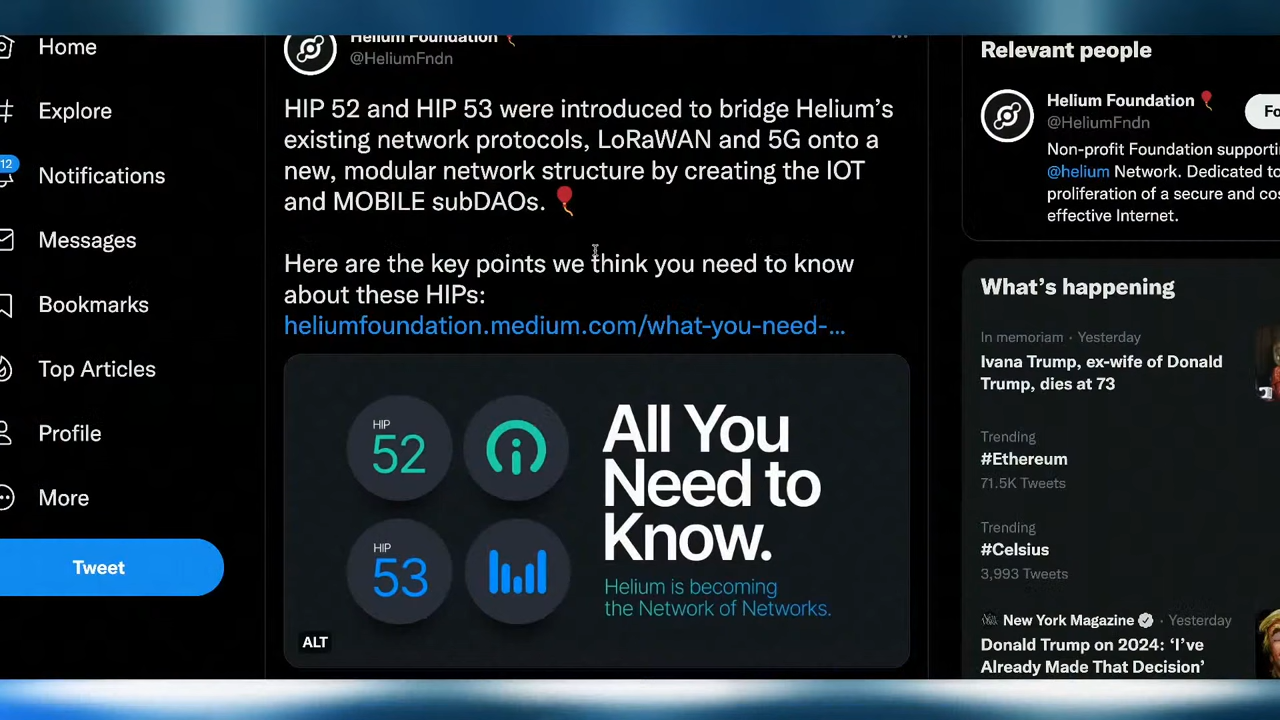 Home
Explore
12
Notifications
Messages
Bookmarks
Top Articles
Profile
More
Tweet
Helium Foundation
@HeliumFndn
HIP 52 and HIP 53 were introduced to bridge Helium’s
existing network protocols, LoRaWAN and 5G onto a
new, modular network structure by creating the IOT
and MOBILE subDAOs. 🎈
Here are the key points we think you need to know
about these HIPs:
heliumfoundation.medium.com/what-you-need-...
HIP
52
HIP
53
All You
Need to
Know.
Helium is becoming
the Network of Networks.
ALT
Relevant people
Helium Foundation 🎈
@HeliumFndn
Fo
Non-profit Foundation supporti
@helium Network. Dedicated to
proliferation of a secure and cos
effective Internet.
What’s happening
In memoriam · Yesterday
Ivana Trump, ex-wife of Donald
Trump, dies at 73
Trending
#Ethereum
71.5K Tweets
Trending
#Celsius
3,993 Tweets
New York Magazine · Yesterday
Donald Trump on 2024: ‘I’ve
Already Made That Decision’